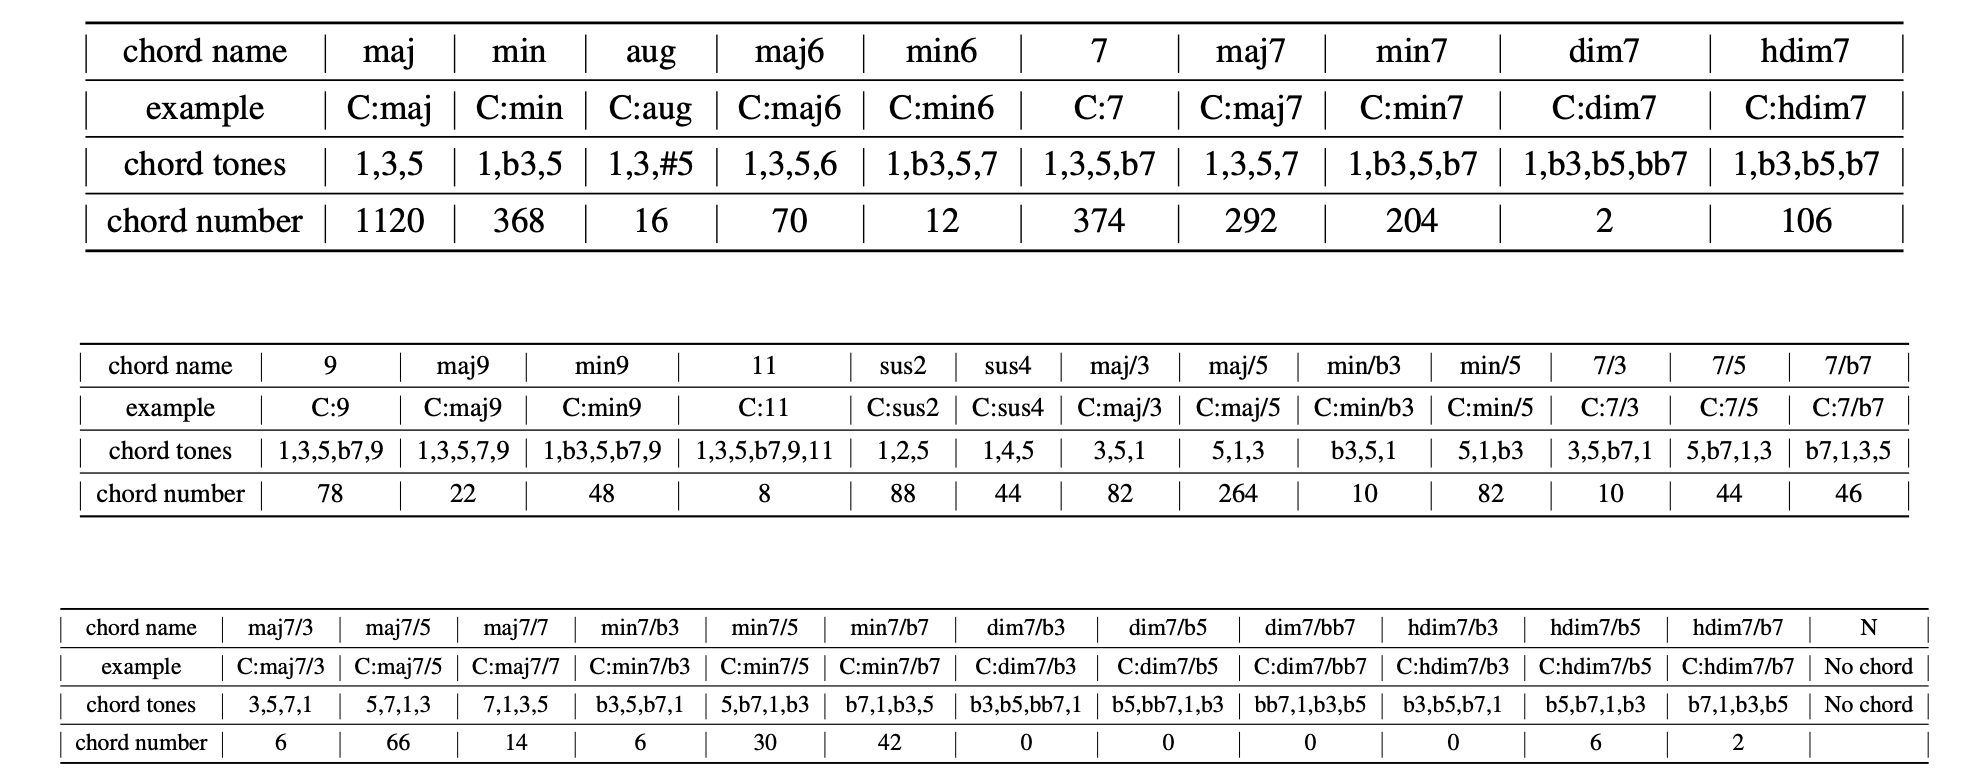 chord name maj min aug maj6 min6 7 maj7 min7 dim7 hdim7
example C:maj C:min C:aug C:maj6 C:min6 C:7 C:maj7 C:min7 C:dim7 C:hdim7
chord tones 1,3,5 1,b3,5 1,3,#5 1,3,5,6 1,b3,5,7 1,3,5,b7 1,3,5,7 1,b3,5,b7 1,b3,b5,bb7 1,b3,b5,b7
chord number 1120 368 16 70 12 374 292 204 2 106
chord name 9 maj9 min9 11 sus2 sus4 maj/3 maj/5 min/b3 min/5 7/3 7/5 7/b7
example C:9 C:maj9 C:min9 C:11 C:sus2 C:sus4 C:maj/3 C:maj/5 C:min/b3 C:min/5 C:7/3 C:7/5 C:7/b7
chord tones 1,3,5,b7,9 1,3,5,7,9 1,b3,5,b7,9 1,3,5,b7,9,11 1,2,5 1,4,5 3,5,1 5,1,3 b3,5,1 5,1,b3 3,5,b7,1 5,b7,1,3 b7,1,3,5
chord number 78 22 48 8 88 44 82 264 10 82 10 44 46
chord name maj7/3 maj7/5 maj7/7 min7/b3 min7/5 min7/b7 dim7/b3 dim7/b5 dim7/bb7 hdim7/b3 hdim7/b5 hdim7/b7 N
example C:maj7/3 C:maj7/5 C:maj7/7 C:min7/b3 C:min7/5 C:min7/b7 C:dim7/b3 C:dim7/b5 C:dim7/bb7 C:hdim7/b3 C:hdim7/b5 C:hdim7/b7 No chord
chord tones 3,5,7,1 5,7,1,3 7,1,3,5 b3,5,b7,1 5,b7,1,b3 b7,1,b3,5 b3,b5,bb7,1 b5,bb7,1,b3 bb7,1,b3,b5 b3,b5,b7,1 b5,b7,1,b3 b7,1,b3,b5 No chord
chord number 6 66 14 6 30 42 0 0 0 0 6 2